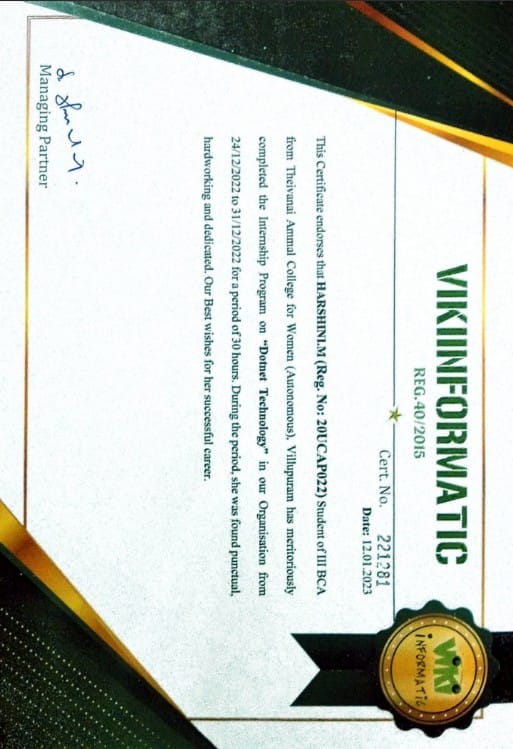 VIKIINFORMATIC
REG.40/2015
ViKi
iNFORMATIC
Cert. No. 221281
Date: 12.01.2023
This Certificate endorses that HARSHINI.M (Reg. No: 20UCAP022) Student of III BCA
from Theivanai Ammal College for Women (Autonomous), Villupuram has meritoriously
completed the Internship Program on “Dotnet Technology” in our Organisation from
24/12/2022 to 31/12/2022 for a period of 30 hours. During the period, she was found punctual,
hardworking and dedicated. Our Best wishes for her successful career.
Managing Partner